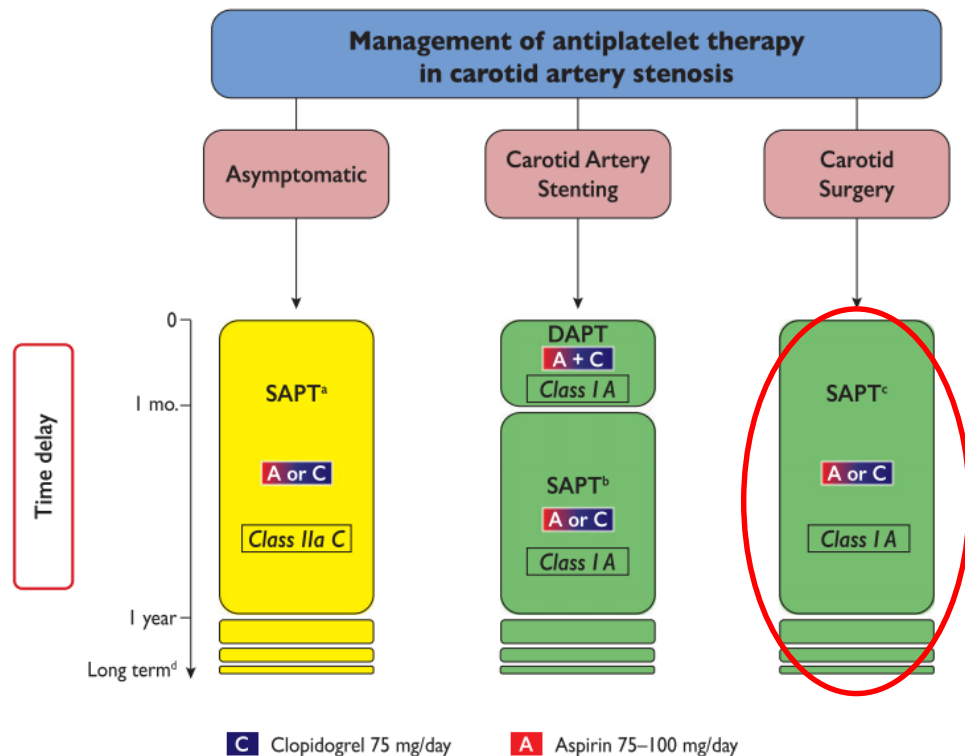 Management of antiplatelet therapy
in carotid artery stenosis
Asymptomatic
Carotid Artery
Stenting
Carotid
Surgery
Time delay
0
1 mo.
1 year
Long termᵈ
SAPTᵃ
A or C
Class IIa C
DAPT
A + C
Class I A
SAPTᵇ
A or C
Class I A
SAPTᶜ
A or C
Class I A
C Clopidogrel 75 mg/day
A Aspirin 75–100 mg/day